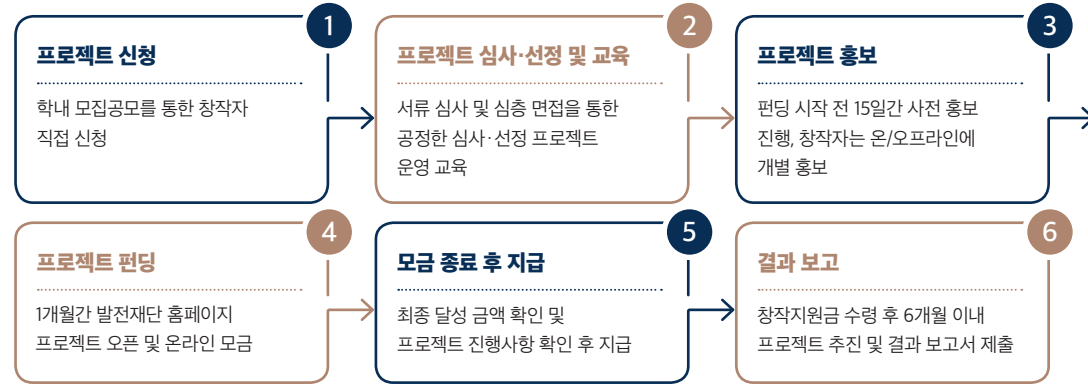 1
프로젝트 신청
학내 모집공모를 통한 창작자
직접 신청
2
프로젝트 심사·선정 및 교육
서류 심사 및 심층 면접을 통한
공정한 심사·선정 프로젝트
운영 교육
3
프로젝트 홍보
펀딩 시작 전 15일간 사전 홍보
진행, 창작자는 온/오프라인에
개별 홍보
4
프로젝트 펀딩
1개월간 발전재단 홈페이지
프로젝트 오픈 및 온라인 모금
5
모금 종료 후 지급
최종 달성 금액 확인 및
프로젝트 진행사항 확인 후 지급
6
결과 보고
창작지원금 수령 후 6개월 이내
프로젝트 추진 및 결과 보고서 제출